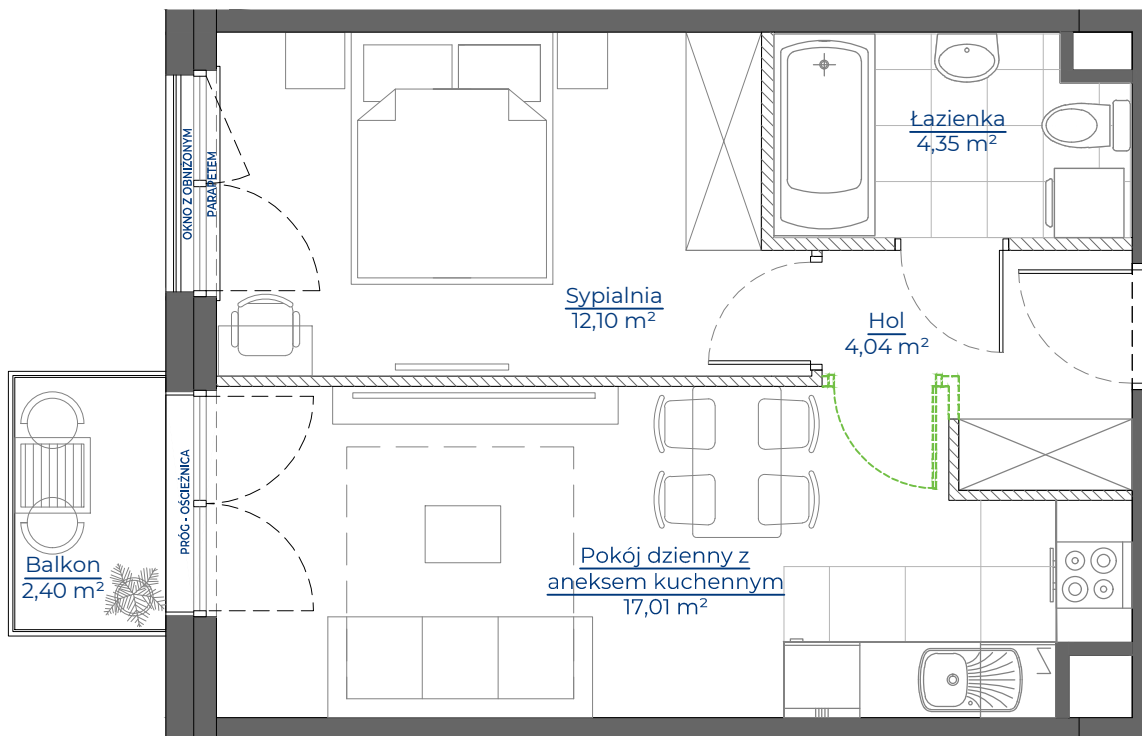 Łazienka
4,35 m²
OKNO Z OBNIŻONYM
PARAPETEM
Sypialnia
12,10 m²
Hol
4,04 m²
PRÓG - OŚCIEŻNICA
Balkon
2,40 m²
Pokój dzienny z
aneksem kuchennym
17,01 m²